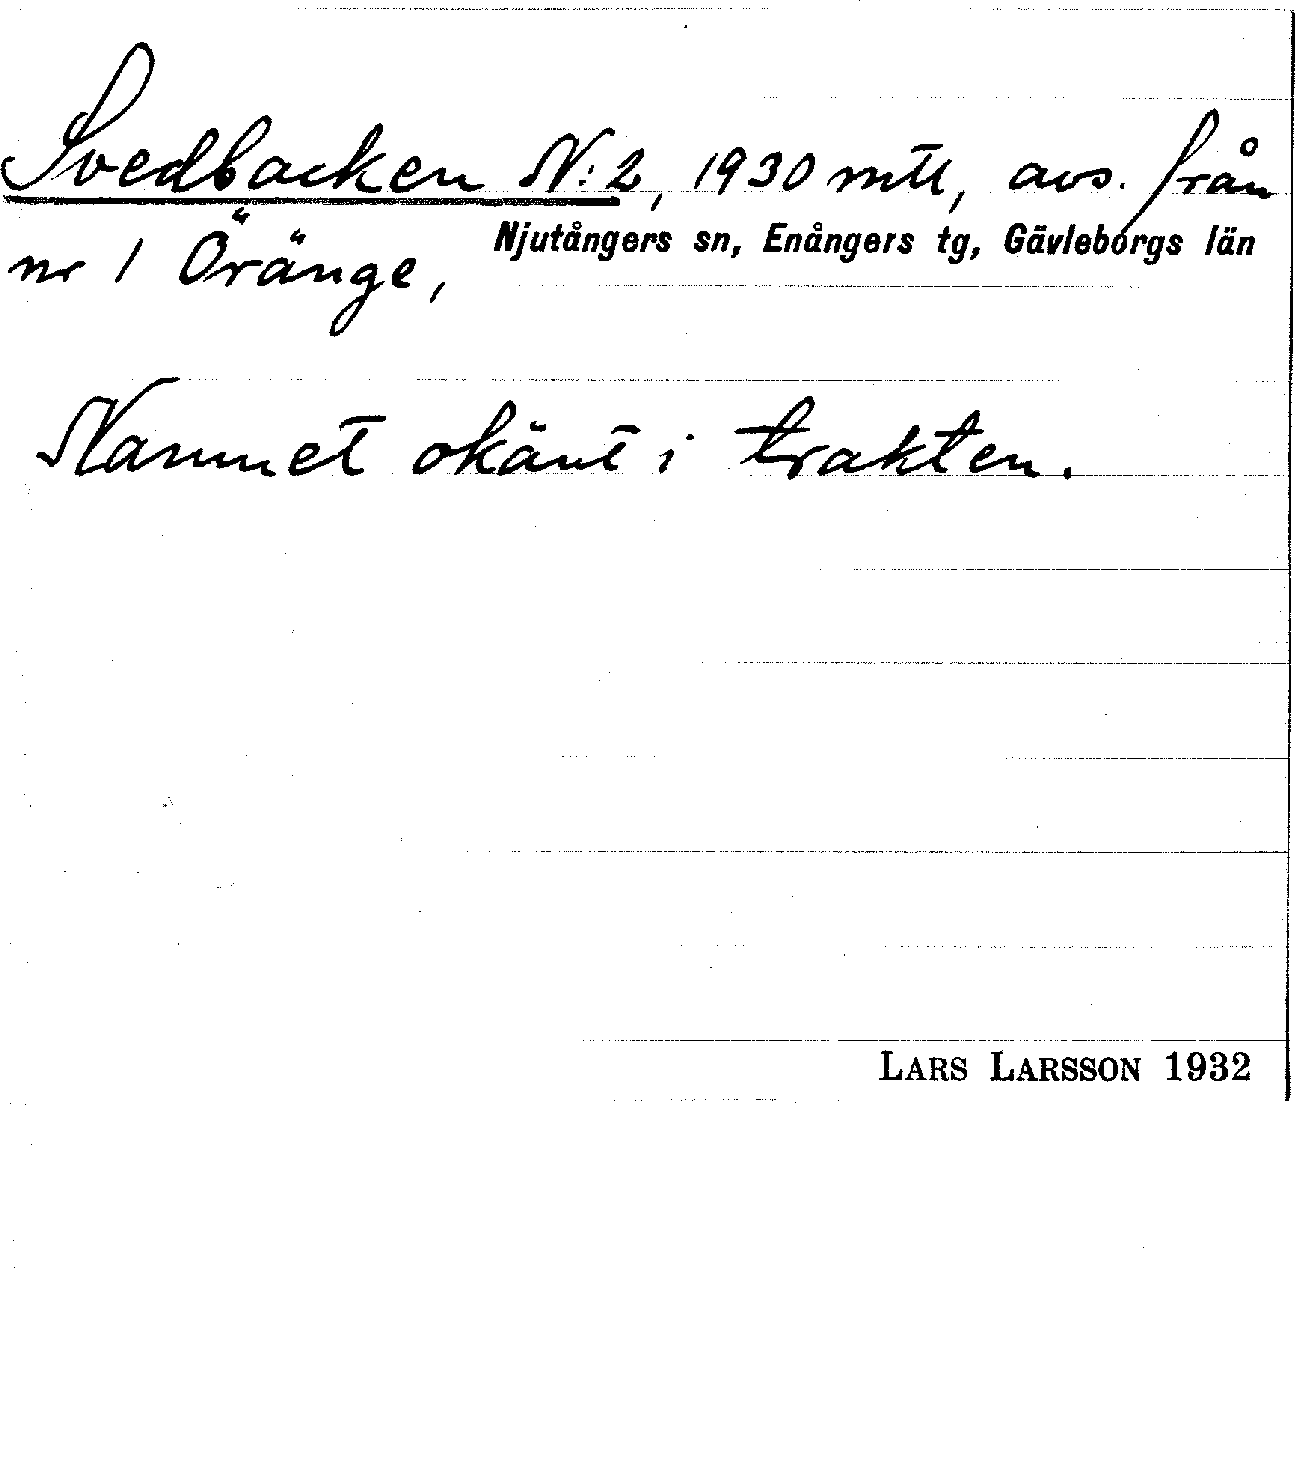 Svedbacken N:2, 1930 mtl, avs. från
nr 1 Öränge, Njutångers sn, Enångers tg, Gävleborgs län
Namnet okänt i trakten.
LARS LARSSON 1932